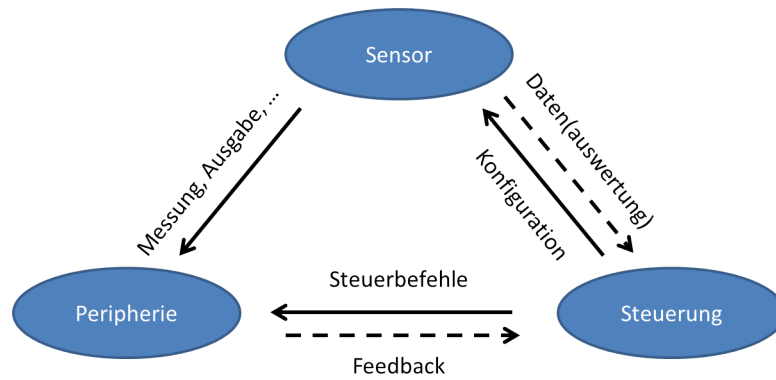 Sensor
Messung, Ausgabe, ...
Daten(auswertung)
Konfiguration
Steuerbefehle
Peripherie
Steuerung
Feedback